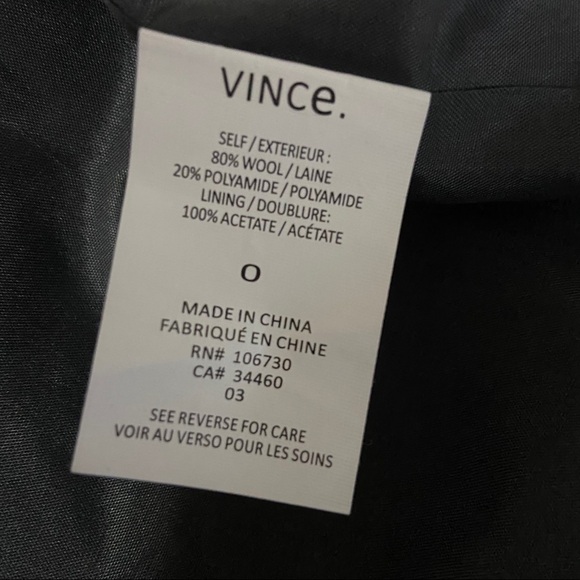 VINCe.
SELF / EXTERIEUR :
80% WOOL / LAINE
20% POLYAMIDE / POLYAMIDE
LINING / DOUBLURE:
100% ACETATE / ACÉTATE
0
MADE IN CHINA
FABRIQUÉ EN CHINE
RN# 106730
CA# 34460
03
SEE REVERSE FOR CARE
VOIR AU VERSO POUR LES SOINS